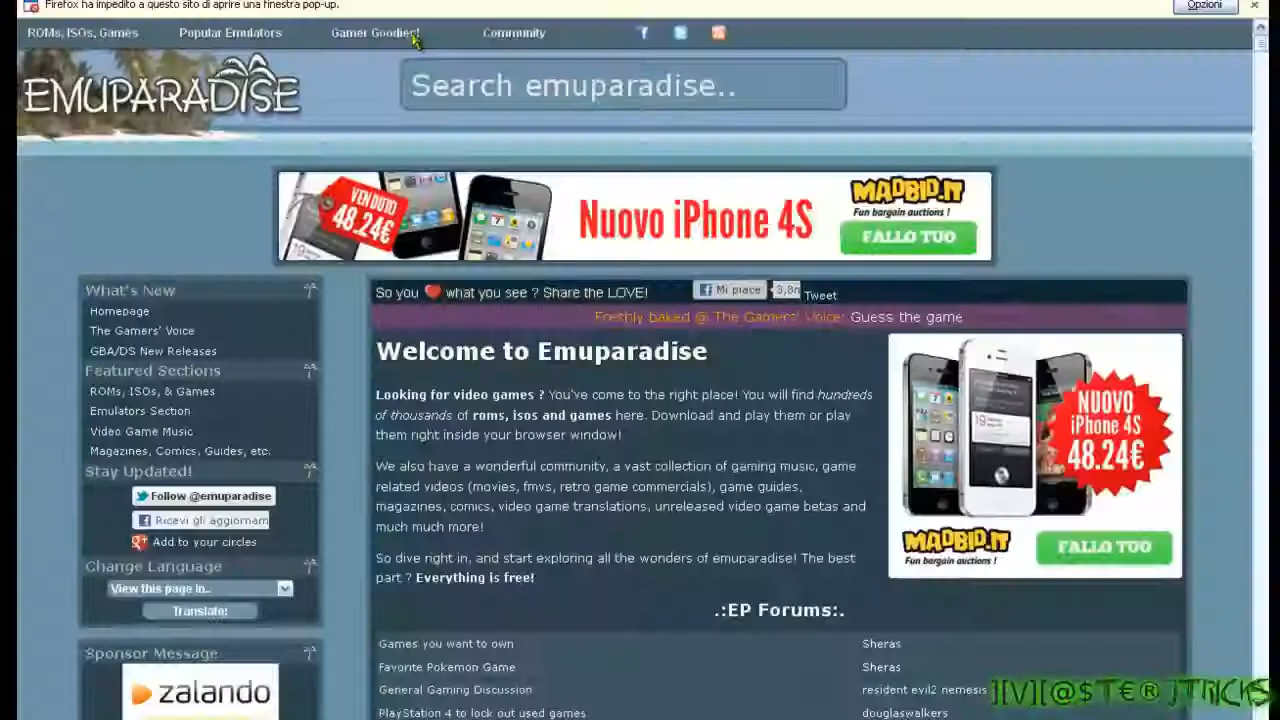 Firefox ha impedito a questo sito di aprire una finestra pop-up.
Opzioni
ROMs, ISOs, Games
Popular Emulators
Gamer Goodies!
Community
EMUPARADISE
Search emuparadise..
VENDUTO
48.24€
Nuovo iPhone 4S
MADBID.IT
Fun bargain auctions !
FALLO TUO
What's New
Homepage
The Gamers' Voice
GBA/DS New Releases
Featured Sections
ROMs, ISOs, & Games
Emulators Section
Video Game Music
Magazines, Comics, Guides, etc.
Stay Updated!
Follow @emuparadise
Ricevi gli aggiornam
Add to your circles
Change Language
View this page in..
Translate!
Sponsor Message
zalando
So you what you see ? Share the LOVE!
Mi piace
Tweet
Freshly baked @ The Gamers' Voice: Guess the game
Welcome to Emuparadise
Looking for video games ? You've come to the right place! You will find hundreds
of thousands of roms, isos and games here. Download and play them or play
them right inside your browser window!
We also have a wonderful community, a vast collection of gaming music, game
related videos (movies, fmvs, retro game commercials), game guides,
magazines, comics, video game translations, unreleased video game betas and
much much more!
So dive right in, and start exploring all the wonders of emuparadise! The best
part ? Everything is free!
NUOVO
iPhone 4S
48.24€
MADBID.IT
Fun bargain auctions !
FALLO TUO
.:EP Forums:.
Games you want to own
Sheras
Favorite Pokemon Game
Sheras
General Gaming Discussion
resident evil2 nemesis
PlayStation 4 to lock out used games
douglaswalkers